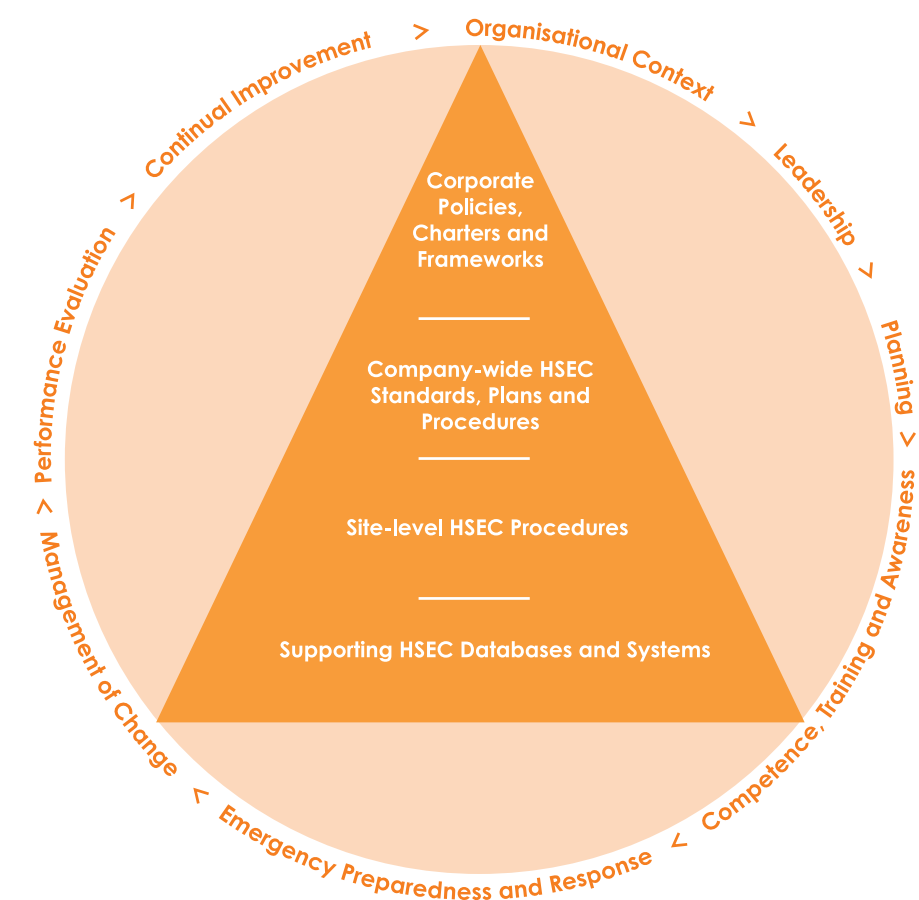 Organisational Context
>
Leadership
>
Planning
>
Competence, Training and Awareness
>
Emergency Preparedness and Response
>
Management of Change
>
Performance Evaluation
>
Continual Improvement
>
Corporate
Policies,
Charters and
Frameworks
Company-wide HSEC
Standards, Plans and
Procedures
Site-level HSEC Procedures
Supporting HSEC Databases and Systems